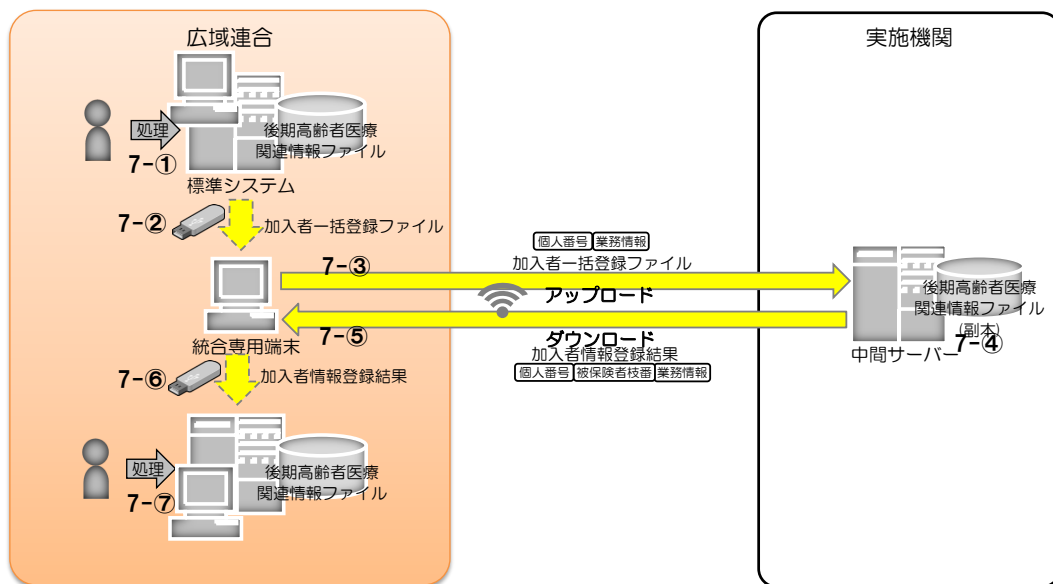 広域連合
実施機関
処理
7-①
後期高齢者医療
関連情報ファイル
標準システム
7-②
加入者一括登録ファイル
7-③
個人番号 業務情報
加入者一括登録ファイル
アップロード
後期高齢者医療
関連情報ファイル
(副本)
7-④
中間サーバー
統合専用端末
7-⑤
ダウンロード
加入者情報登録結果
個人番号 被保険者枝番 業務情報
7-⑥
加入者情報登録結果
処理
7-⑦
後期高齢者医療
関連情報ファイル